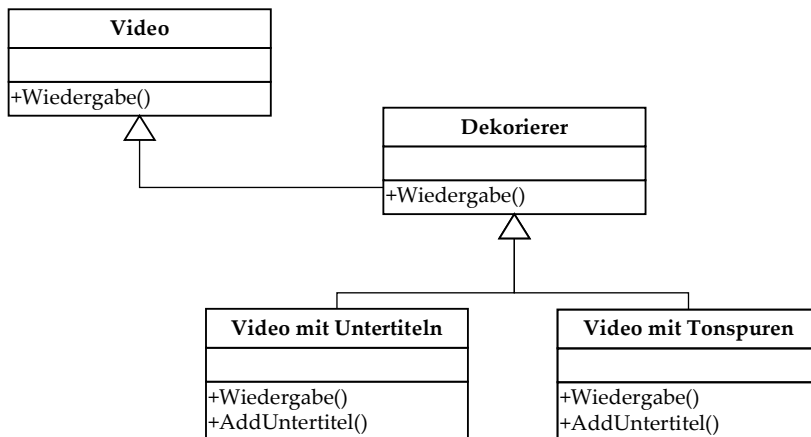 Video
+Wiedergabe()
Dekorierer
+Wiedergabe()
Video mit Untertiteln
+Wiedergabe()
+AddUntertitel()
Video mit Tonspuren
+Wiedergabe()
+AddUntertitel()